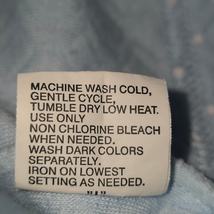 MACHINE WASH COLD,
GENTLE CYCLE,
TUMBLE DRY LOW HEAT.
USE ONLY
NON CHLORINE BLEACH
WHEN NEEDED.
WASH DARK COLORS
SEPARATELY.
IRON ON LOWEST
SETTING AS NEEDED.